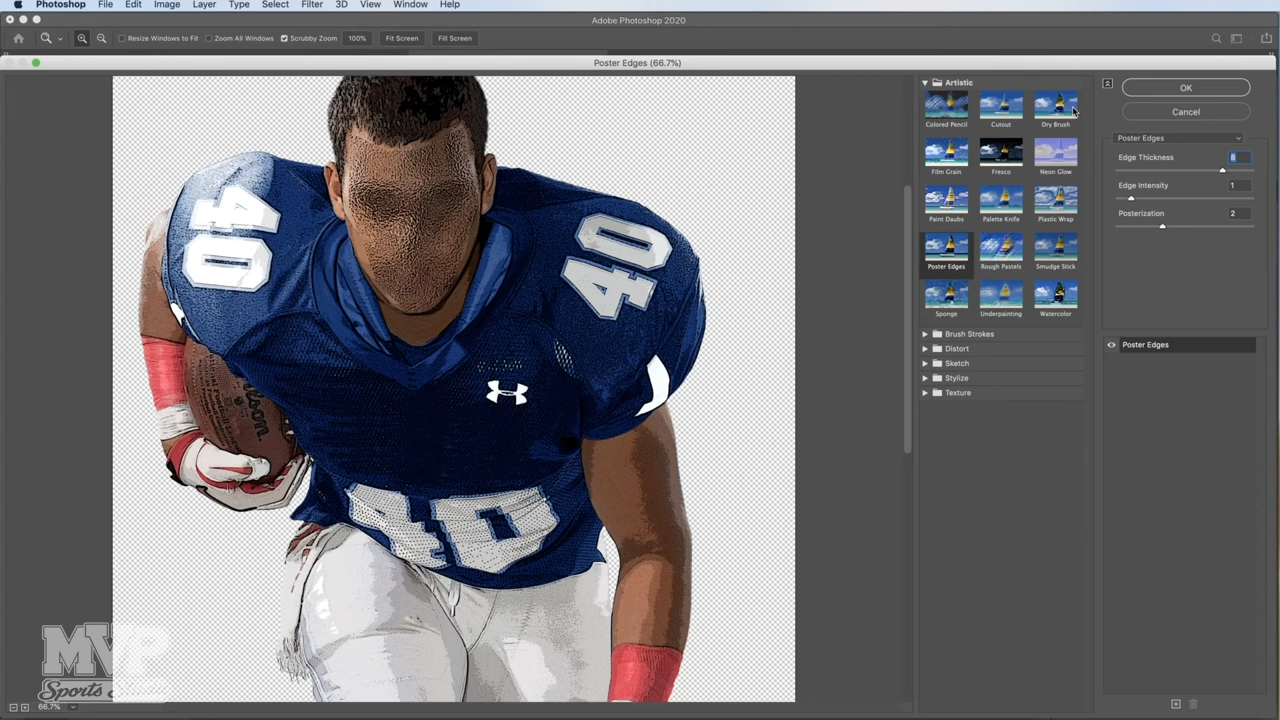 Photoshop File Edit Image Layer Type Select Filter 3D View Window Help
Adobe Photoshop 2020
Resize Windows to Fit Zoom All Windows Scrubby Zoom 100% Fit Screen Fill Screen
Poster Edges (66.7%)
Artistic
Colored Pencil Cutout Dry Brush
Film Grain Fresco Neon Glow
Paint Daubs Palette Knife Plastic Wrap
Poster Edges Rough Pastels Smudge Stick
Sponge Underpainting Watercolor
Brush Strokes
Distort
Sketch
Stylize
Texture
OK
Cancel
Poster Edges
Edge Thickness 8
Edge Intensity 1
Posterization 2
Poster Edges
40
40
Wilson
40
MVP
Sports
66.7%